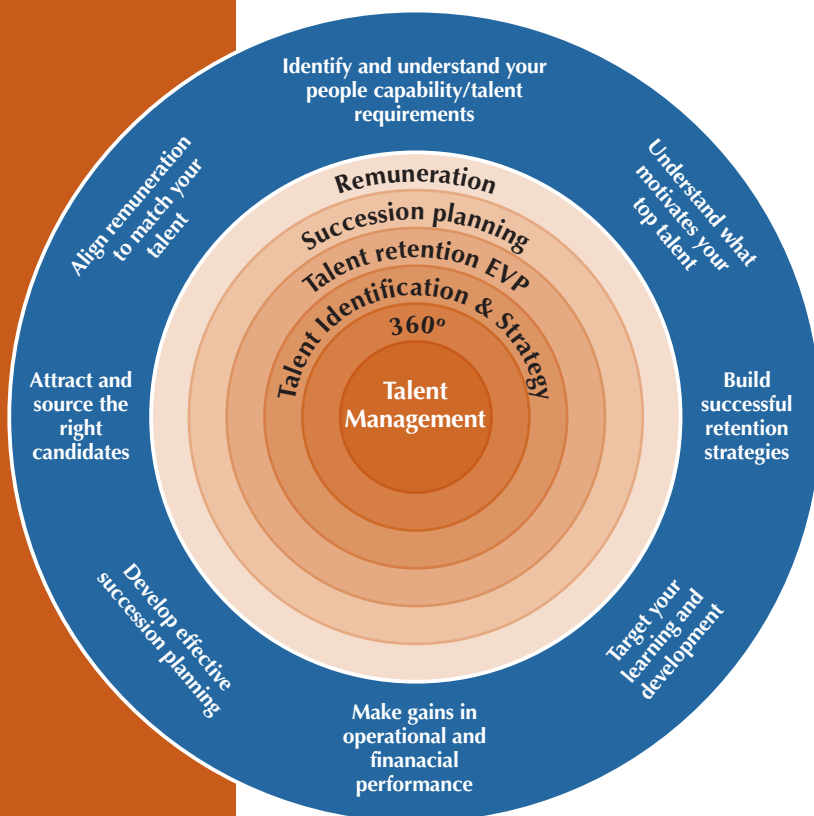 Identify and understand your
people capability/talent
requirements
Understand what
motivates your
top talent
Build
successful
retention
strategies
Target your
learning and
development
Make gains in
operational and
finanacial
performance
Develop effective
succession planning
Attract and
source the
right
candidates
Align remuneration
to match your
talent
Remuneration
Succession planning
Talent retention EVP
Talent Identification & Strategy
360º
Talent
Management